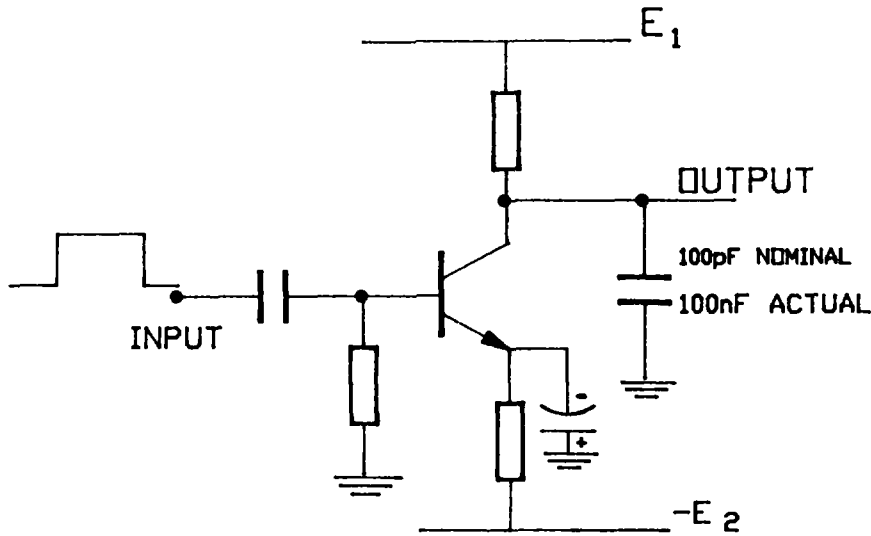 E1
OUTPUT
100pF NOMINAL
100nF ACTUAL
INPUT
-
+
-E2